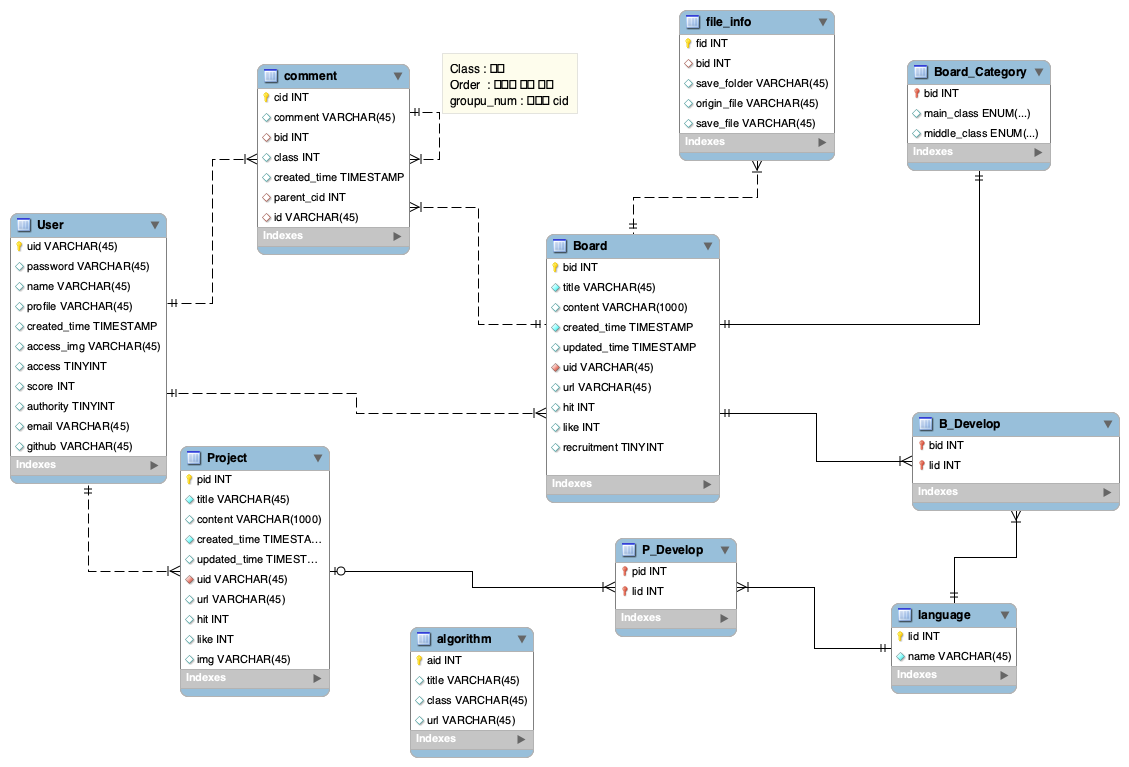 file_info
fid INT
bid INT
save_folder VARCHAR(45)
origin_file VARCHAR(45)
save_file VARCHAR(45)
Indexes
Board_Category
bid INT
main_class ENUM(...)
middle_class ENUM(...)
Indexes
comment
cid INT
comment VARCHAR(45)
bid INT
class INT
created_time TIMESTAMP
parent_cid INT
id VARCHAR(45)
Indexes
Class :
Order :
groupu_num : cid
User
uid VARCHAR(45)
password VARCHAR(45)
name VARCHAR(45)
profile VARCHAR(45)
created_time TIMESTAMP
access_img VARCHAR(45)
access TINYINT
score INT
authority TINYINT
email VARCHAR(45)
github VARCHAR(45)
Indexes
Board
bid INT
title VARCHAR(45)
content VARCHAR(1000)
created_time TIMESTAMP
updated_time TIMESTAMP
uid VARCHAR(45)
url VARCHAR(45)
hit INT
like INT
recruitment TINYINT
Indexes
B_Develop
bid INT
lid INT
Indexes
Project
pid INT
title VARCHAR(45)
content VARCHAR(1000)
created_time TIMESTA...
updated_time TIMEST...
uid VARCHAR(45)
url VARCHAR(45)
hit INT
like INT
img VARCHAR(45)
Indexes
P_Develop
pid INT
lid INT
Indexes
language
lid INT
name VARCHAR(45)
Indexes
algorithm
aid INT
title VARCHAR(45)
class VARCHAR(45)
url VARCHAR(45)
Indexes